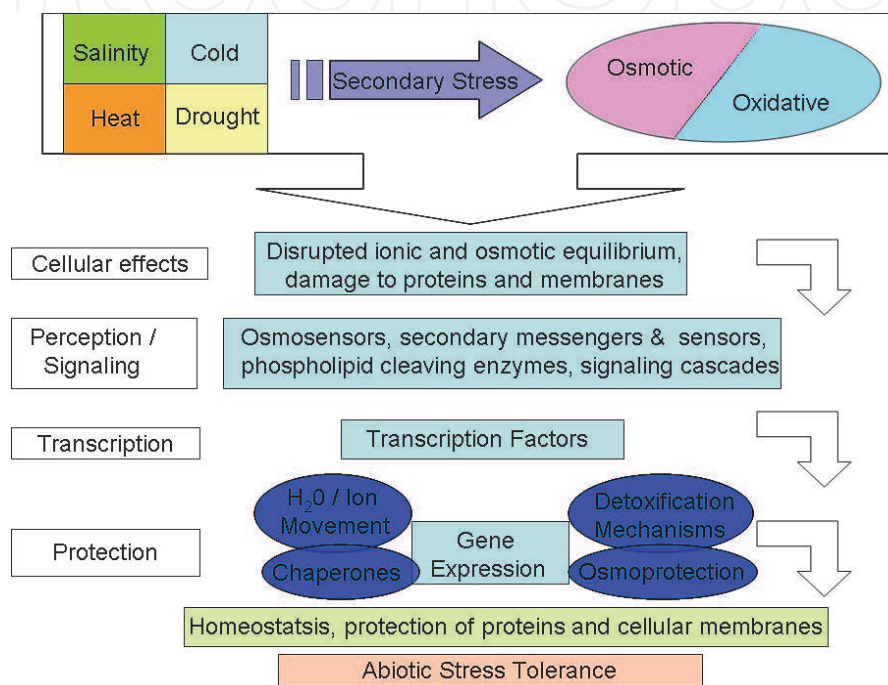 Salinity
Cold
Heat
Drought
Secondary Stress
Osmotic
Oxidative
Cellular effects
Disrupted ionic and osmotic equilibrium,
damage to proteins and membranes
Perception /
Signaling
Osmosensors, secondary messengers & sensors,
phospholipid cleaving enzymes, signaling cascades
Transcription
Transcription Factors
Protection
H₂0 / Ion
Movement
Chaperones
Gene
Expression
Detoxification
Mechanisms
Osmoprotection
Homeostatsis, protection of proteins and cellular membranes
Abiotic Stress Tolerance